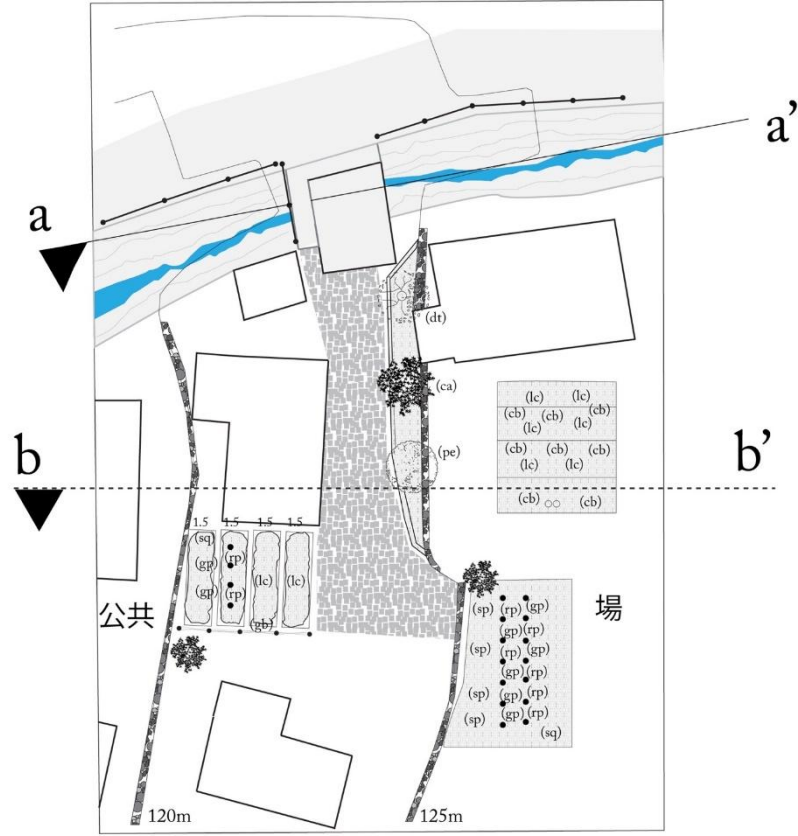 a'
a
(dt)
(ca)
(lc) (lc)
(cb) (cb) (cb)
(lc) (lc)
(pe)
(cb) (cb) (cb)
(lc) (lc)
b b'
(cb) (cb)
1.5 1.5 1.5 1.5
(sq)
(gp) (rp)
(lc) (lc)
(gp) (rp)
(gb)
公共 場
(sp) (rp) (gp)
(gp) (rp)
(sp) (rp) (gp)
(gp) (rp)
(sp) (gp) (rp)
(sp) (gp) (rp)
(sq)
120m 125m